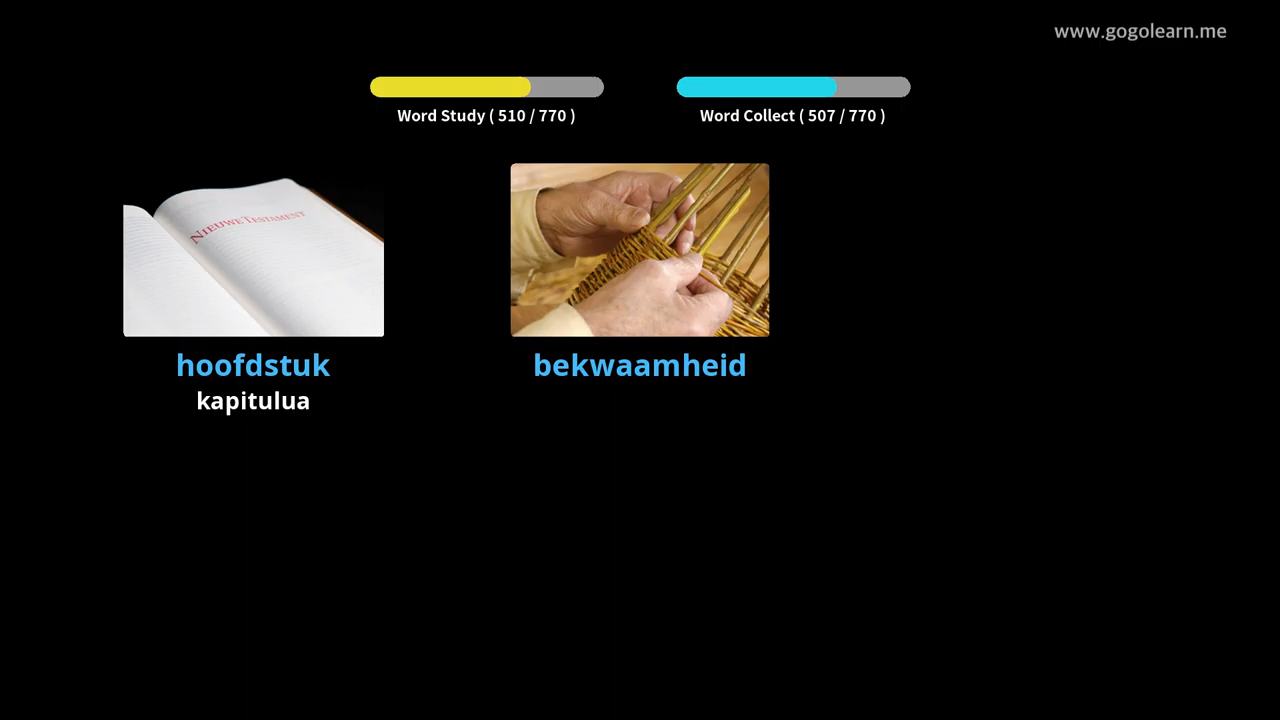 www.gogolearn.me
Word Study ( 510 / 770 )
Word Collect ( 507 / 770 )
NIEUWE TESTAMENT
hoofdstuk
kapitulua
bekwaamheid